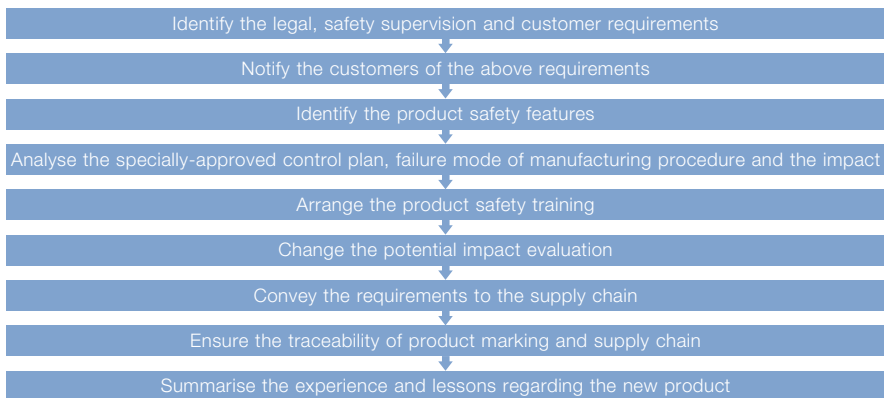 Identify the legal, safety supervision and customer requirements
Notify the customers of the above requirements
Identify the product safety features
Analyse the specially-approved control plan, failure mode of manufacturing procedure and the impact
Arrange the product safety training
Change the potential impact evaluation
Convey the requirements to the supply chain
Ensure the traceability of product marking and supply chain
Summarise the experience and lessons regarding the new product